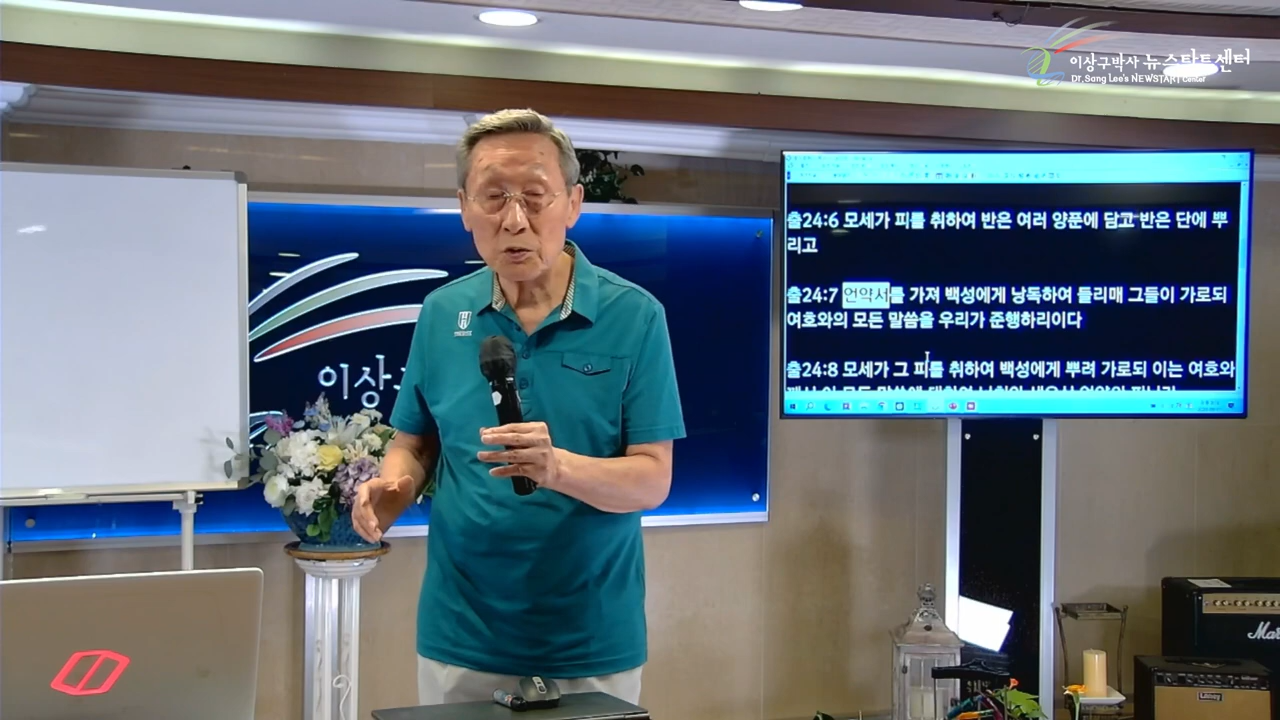 이상구박사 뉴스타트센터
Dr. Sang Lee's NEWSTART Center
출24:6 모세가 피를 취하여 반은 여러 양푼에 담고 반은 단에 뿌
리고
출24:7 언약서를 가져 백성에게 낭독하여 들리매 그들이 가로되
여호와의 모든 말씀을 우리가 준행하리이다
출24:8 모세가 그 피를 취하여 백성에게 뿌려 가로되 이는 여호와
이상구
Mar
Laney